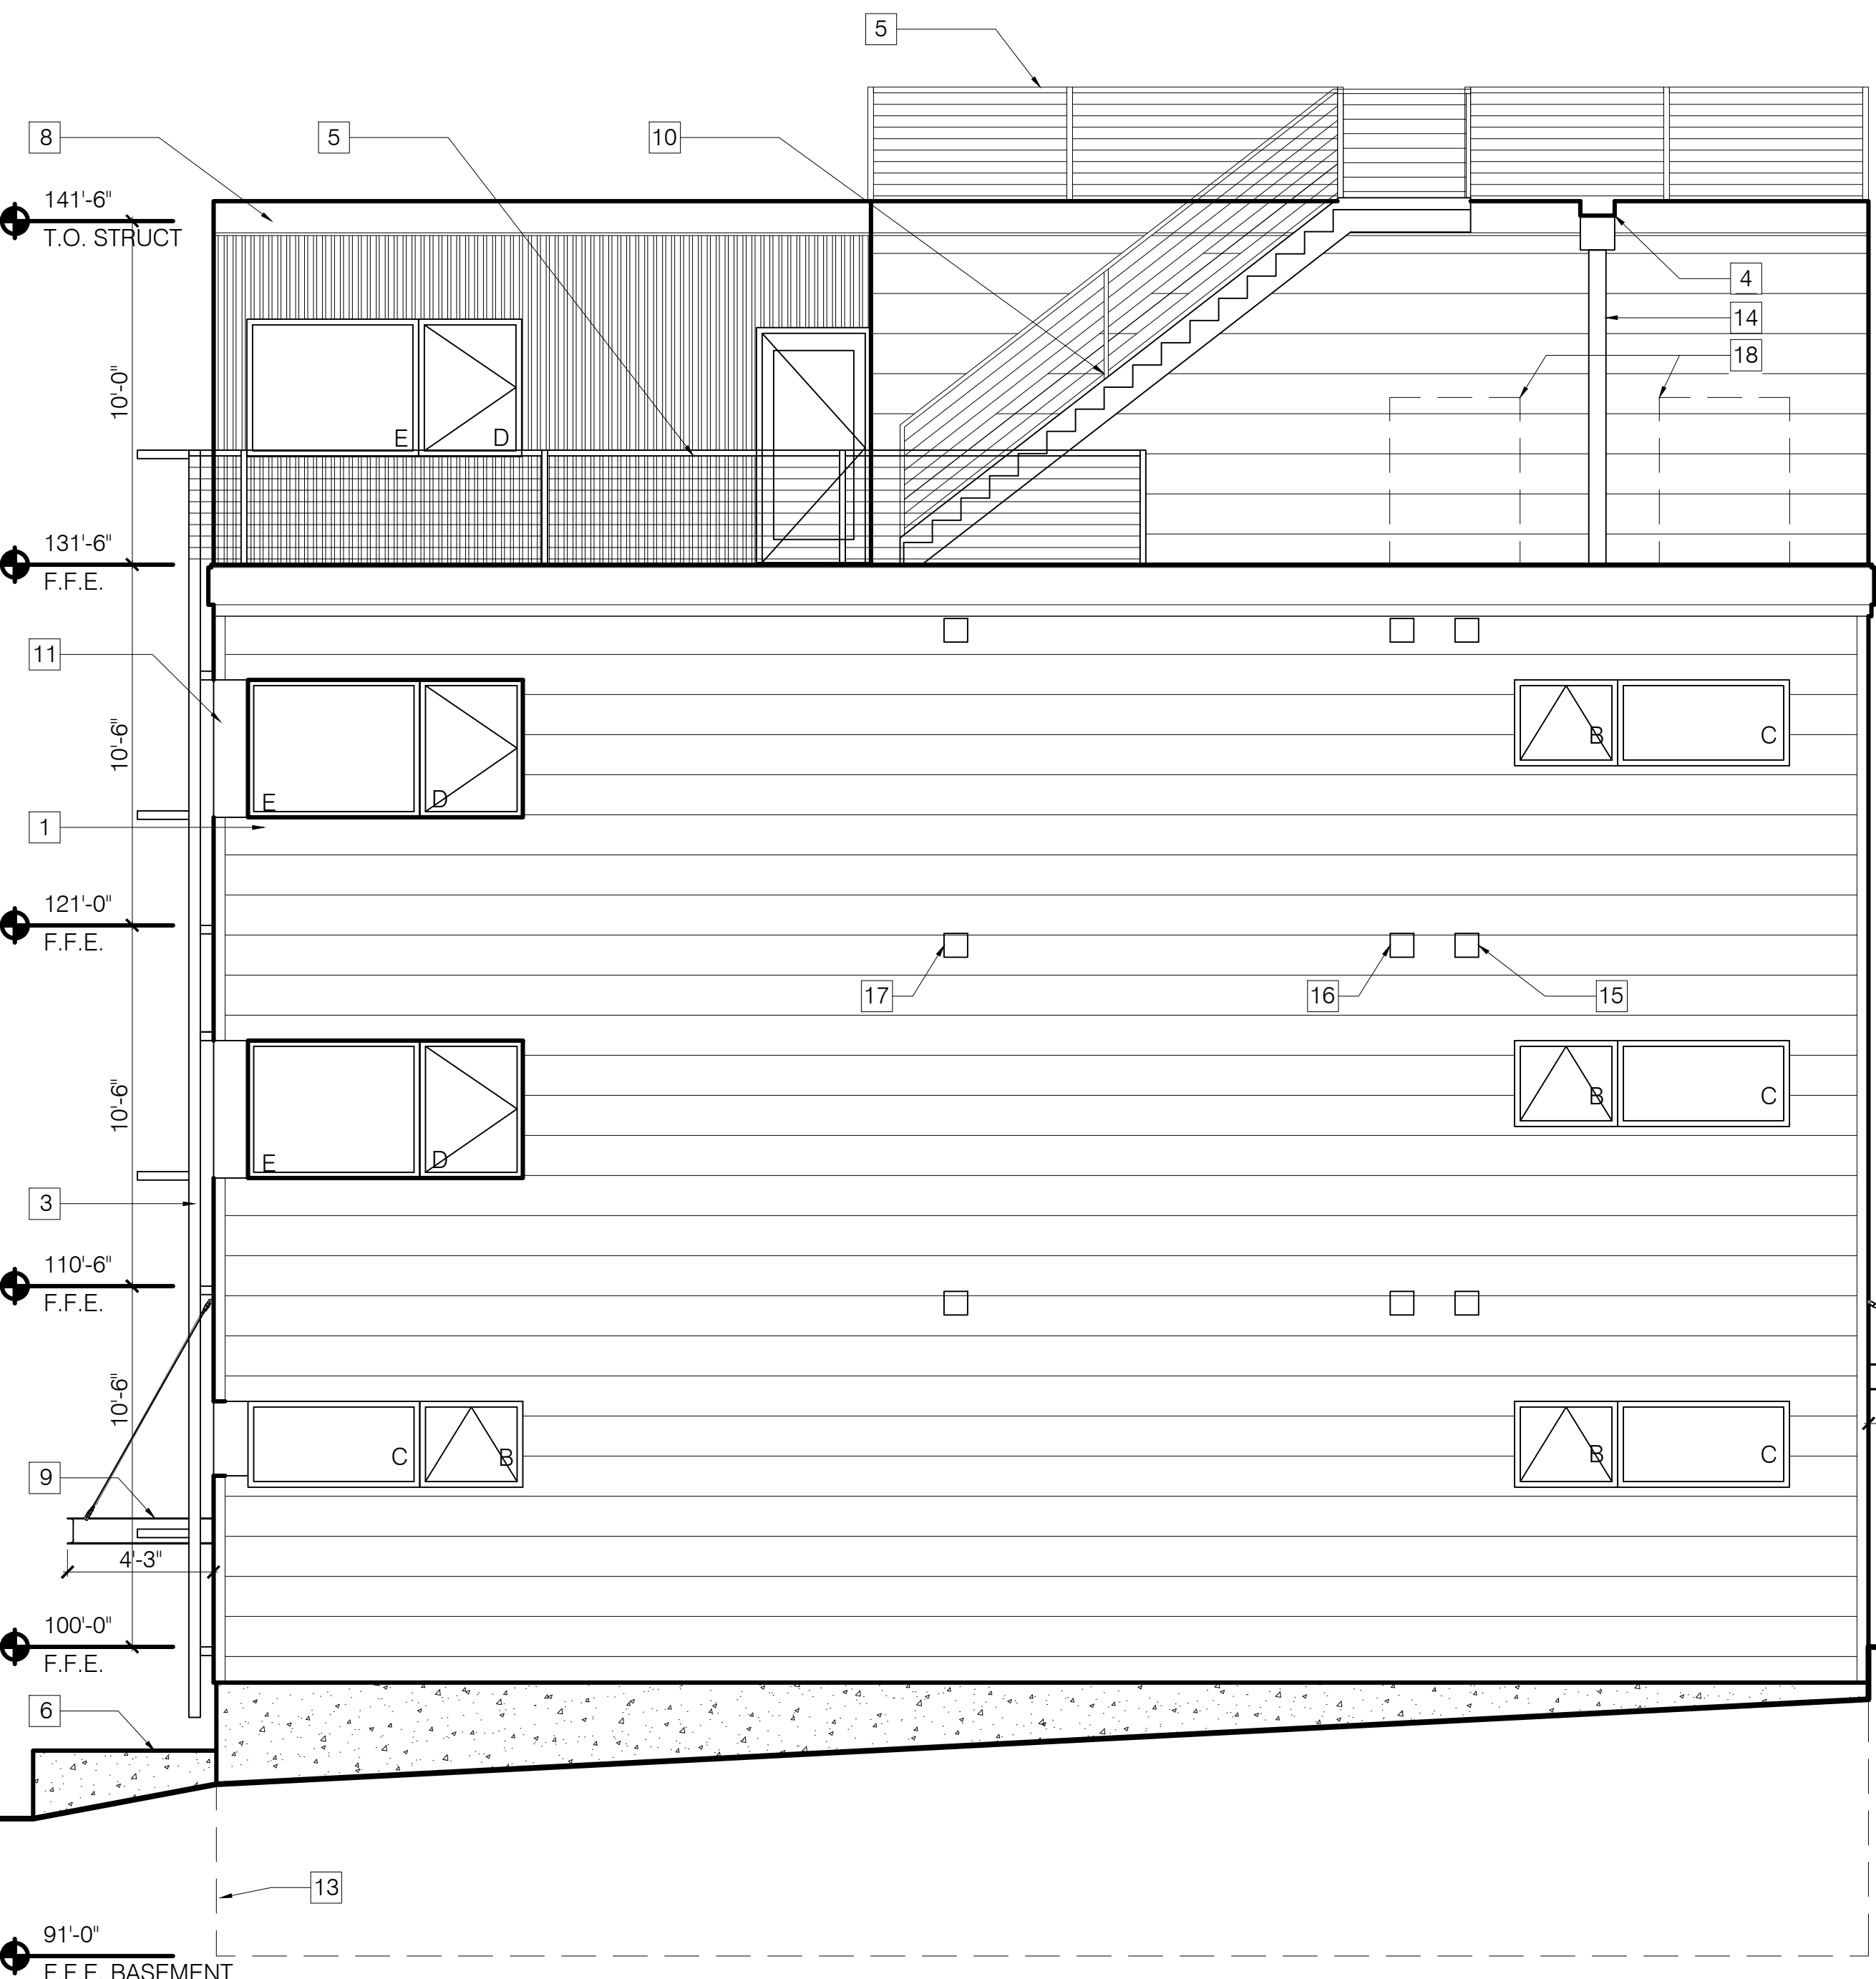 5
8
5
10
141'-6"
T.O. STRUCT
4
14
18
10'-0"
E
D
131'-6"
F.F.E.
11
10'-6"
B
C
E
D
1
121'-0"
F.F.E.
17
16
15
10'-6"
B
C
E
D
3
110'-6"
F.F.E.
10'-6"
C
B
B
C
9
4'-3"
100'-0"
F.F.E.
6
13
91'-0"
F.F.E. BASEMENT